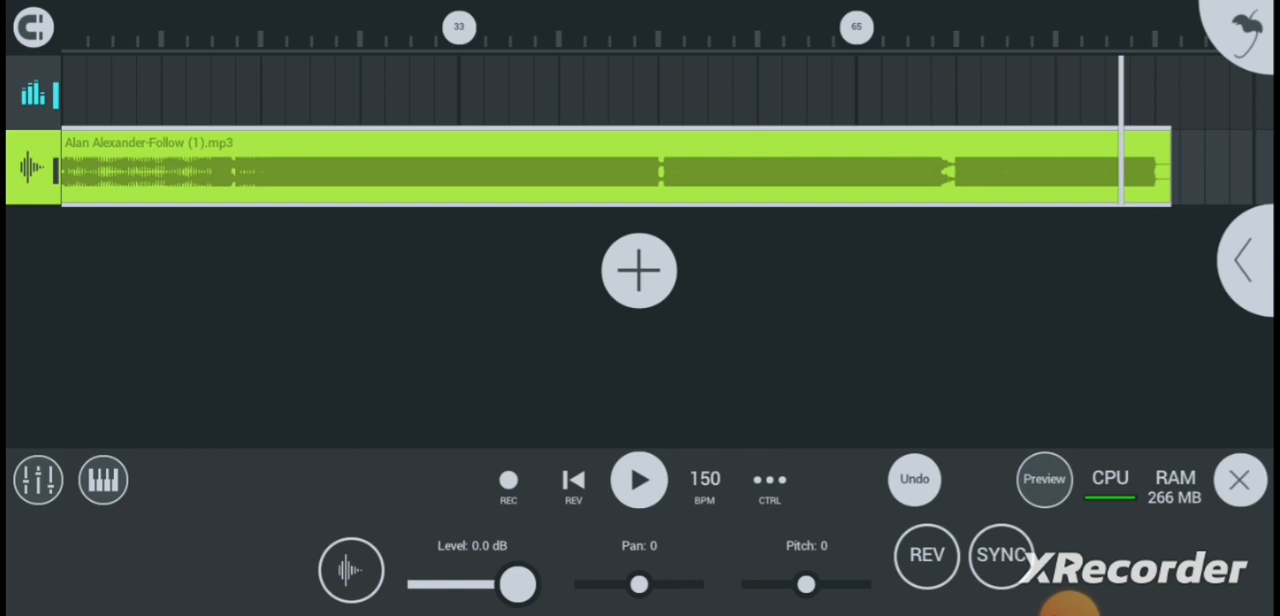 33
65
Alan Alexander-Follow (1).mp3
REC
REV
150
BPM
CTRL
Undo
Preview
CPU
RAM
266 MB
Level: 0.0 dB
Pan: 0
Pitch: 0
REV
SYNC
XRecorder